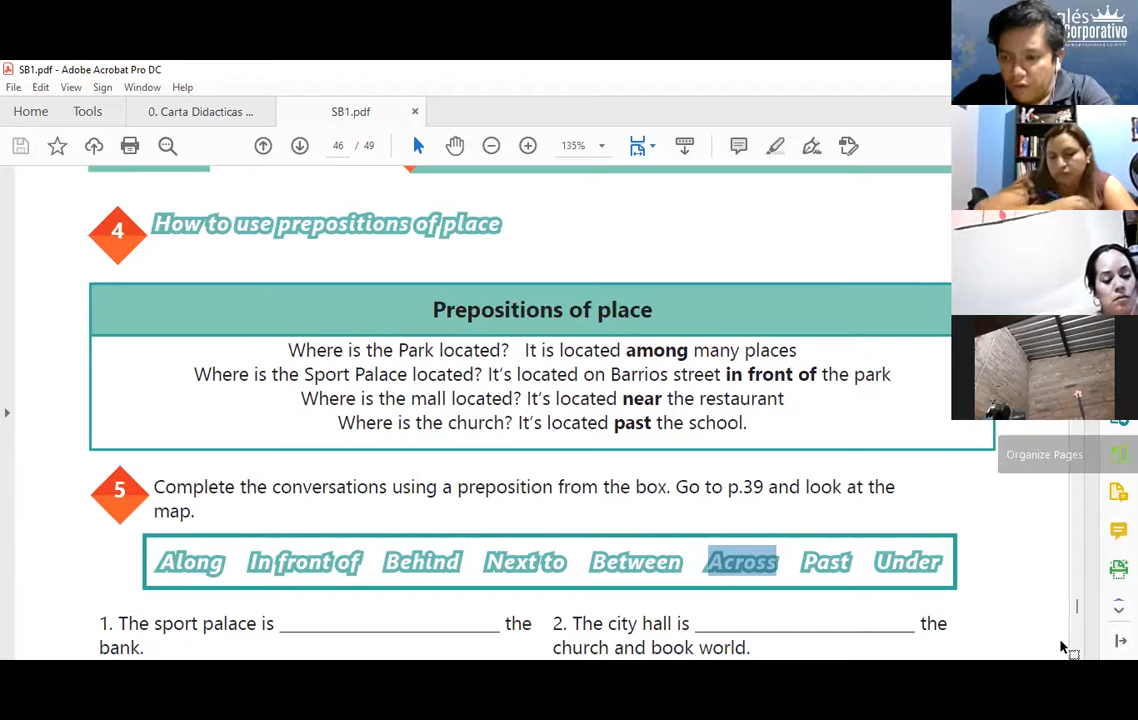 glés
Corporativo
SB1.pdf - Adobe Acrobat Pro DC
File Edit View Sign Window Help
Home Tools 0. Carta Didacticas ... SB1.pdf ×
46 / 49 135%
4 How to use prepositions of place
Prepositions of place
Where is the Park located? It is located among many places
Where is the Sport Palace located? It's located on Barrios street in front of the park
Where is the mall located? It's located near the restaurant
Where is the church? It's located past the school.
Organize Pages
5 Complete the conversations using a preposition from the box. Go to p.39 and look at the
map.
Along In front of Behind Next to Between Across Past Under
1. The sport palace is ______________________ the
bank.
2. The city hall is ______________________ the
church and book world.